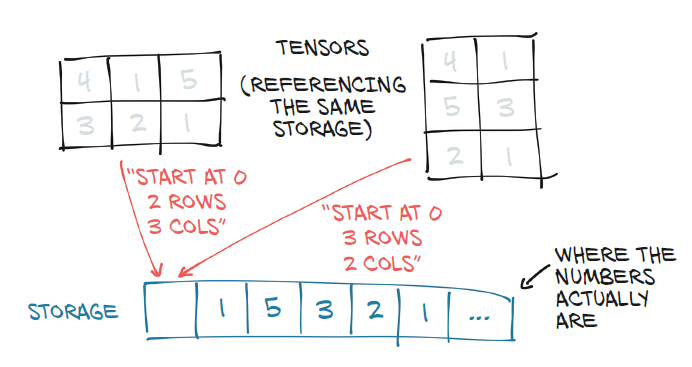 TENSORS
(REFERENCING
THE SAME
STORAGE)
4 1 5
3 2 1
4 1
5 3
2 1
"START AT 0
2 ROWS
3 COLS"
"START AT 0
3 ROWS
2 COLS"
WHERE THE
NUMBERS
ACTUALLY
ARE
STORAGE
1 5 3 2 1 ...